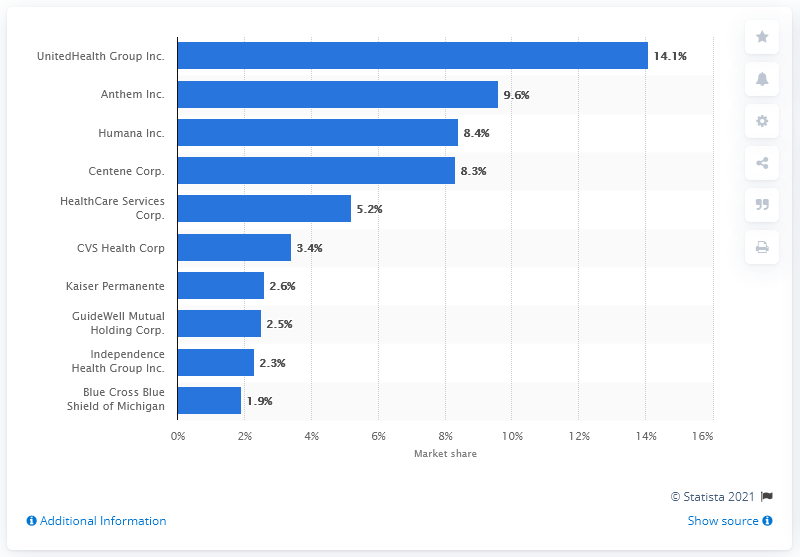 UnitedHealth Group Inc.
14.1%
Anthem Inc.
9.6%
Humana Inc.
8.4%
Centene Corp.
8.3%
HealthCare Services
Corp.
5.2%
CVS Health Corp
3.4%
Kaiser Permanente
2.6%
GuideWell Mutual
Holding Corp.
2.5%
Independence
Health Group Inc.
2.3%
Blue Cross Blue
Shield of Michigan
1.9%
0% 2% 4% 6% 8% 10% 12% 14% 16%
Market share
© Statista 2021
Additional Information
Show source